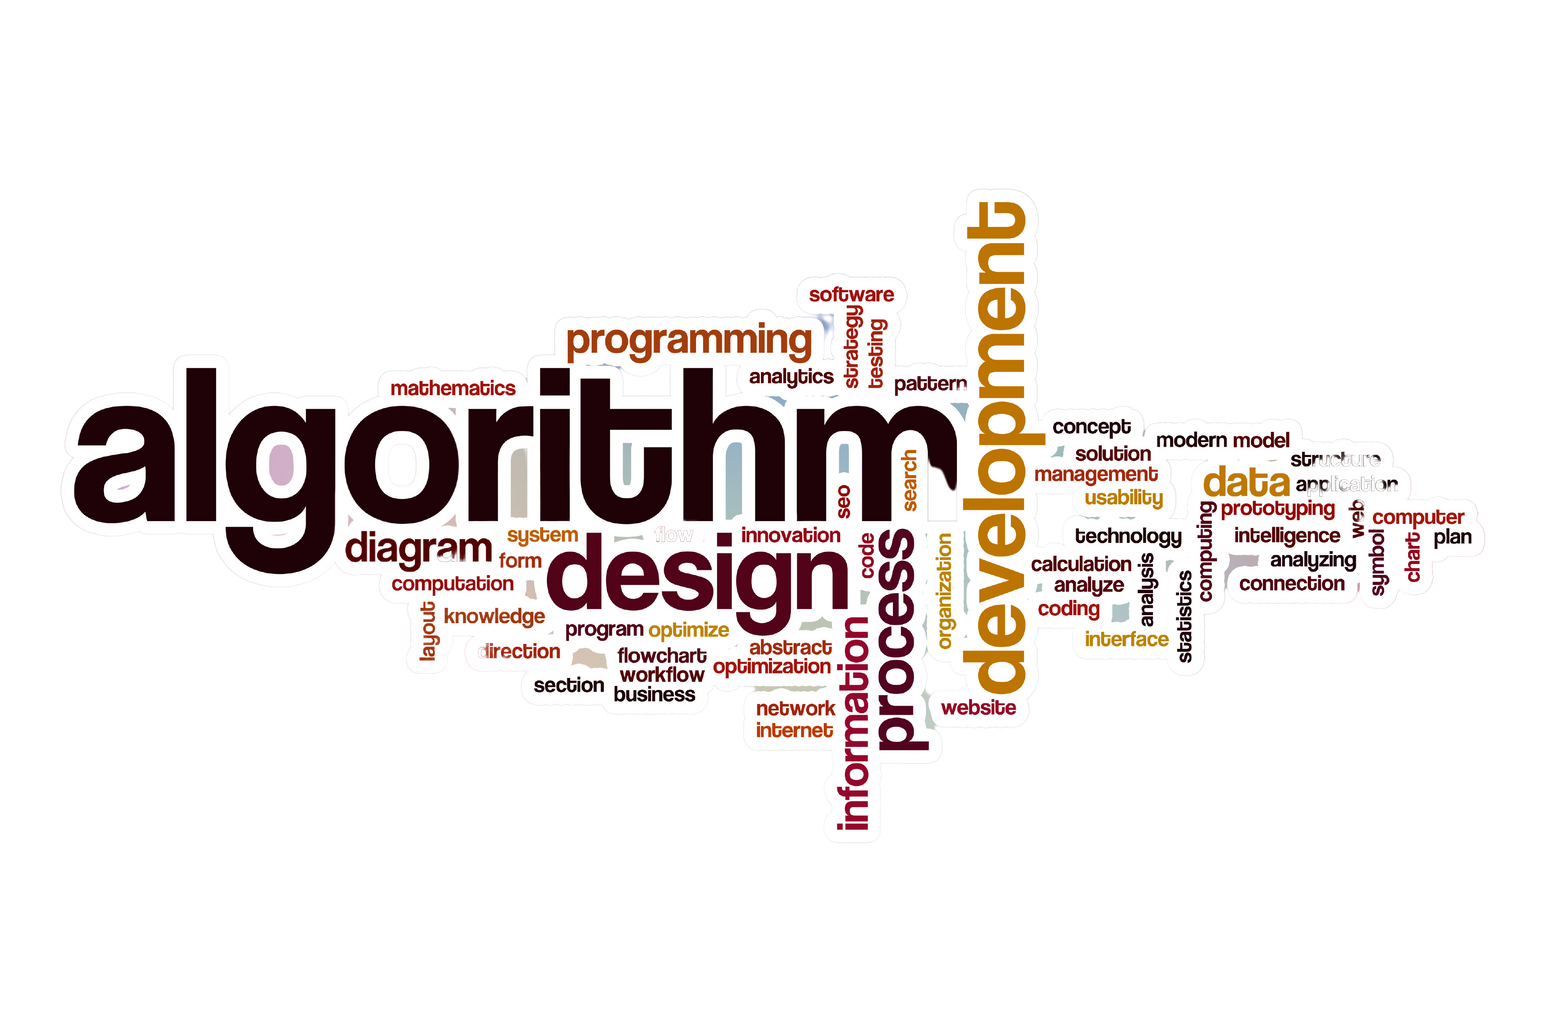 software
strategy
testing
programming
analytics
pattern
mathematics
algorithm
development
concept
modern model
solution
structure
management
data
application
usability
search
seo
prototyping
web
computer
computing
system
flow
innovation
technology
intelligence
plan
diagram
form
design
code
process
organization
calculation
analysis
analyzing
symbol
chart
computation
analyze
statistics
connection
layout
knowledge
coding
program
optimize
information
interface
direction
flowchart
abstract
workflow
optimization
section
business
network
website
internet